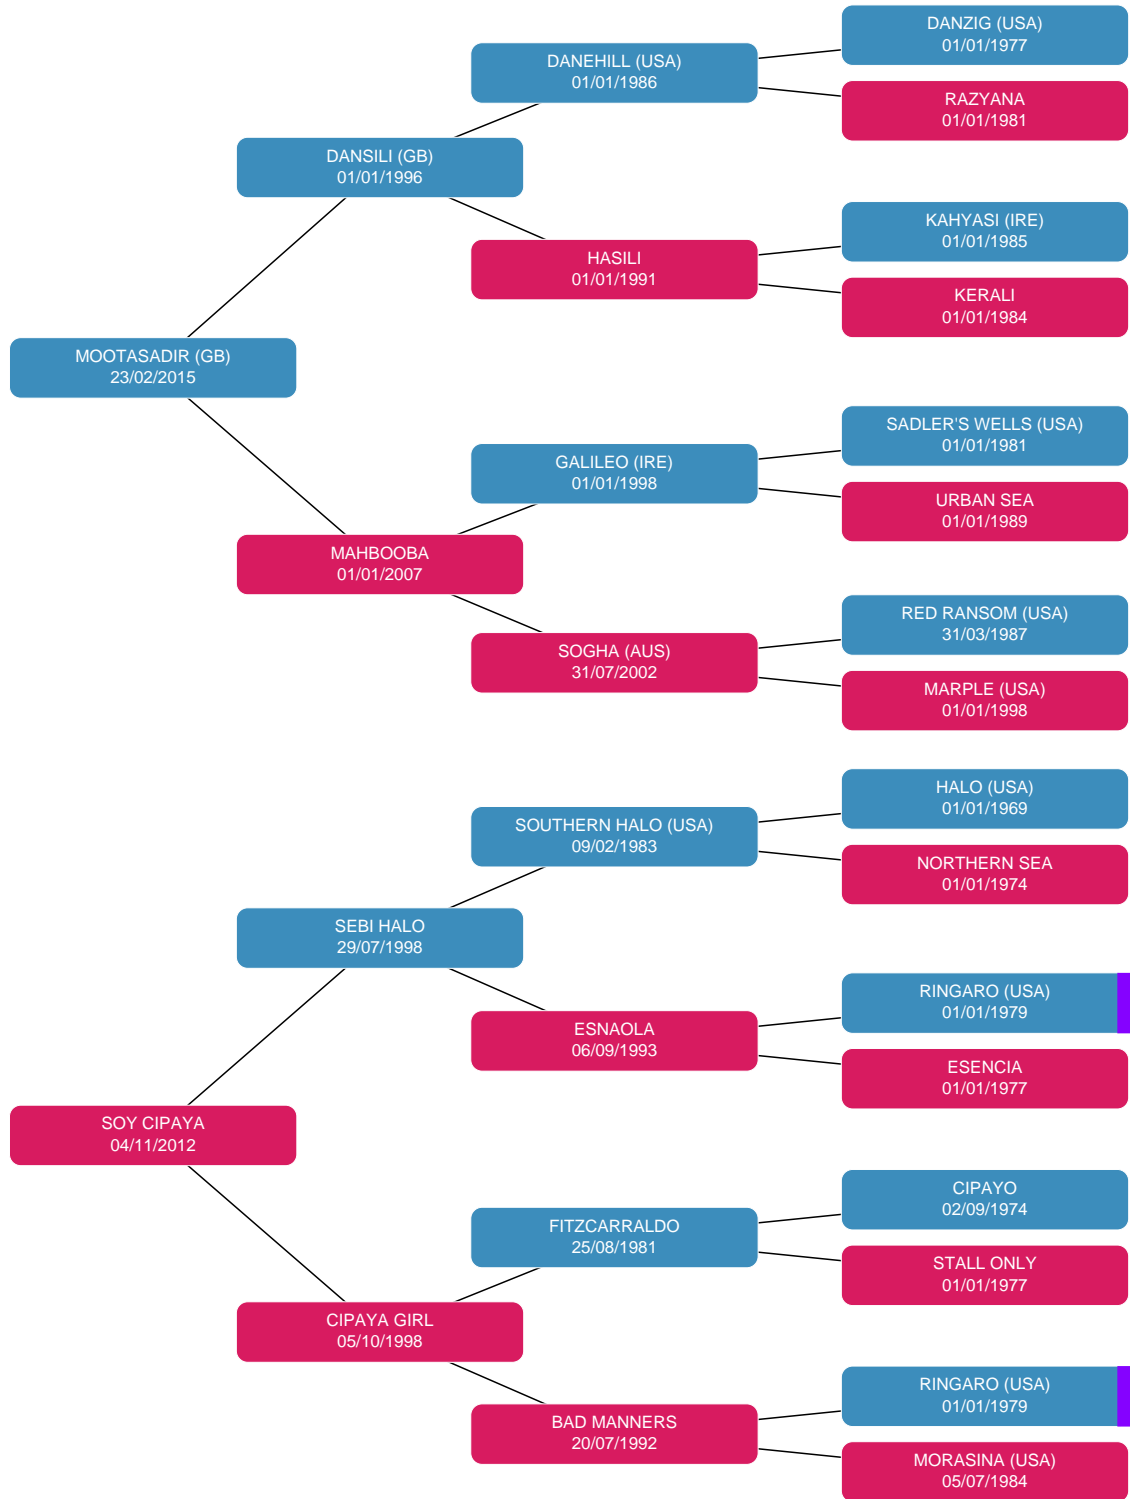 DANZIG (USA)
01/01/1977
DANEHILL (USA)
01/01/1986
RAZYANA
01/01/1981
DANSILI (GB)
01/01/1996
KAHYASI (IRE)
01/01/1985
HASILI
01/01/1991
KERALI
01/01/1984
MOOTASADIR (GB)
23/02/2015
SADLER'S WELLS (USA)
01/01/1981
GALILEO (IRE)
01/01/1998
URBAN SEA
01/01/1989
MAHBOOBA
01/01/2007
RED RANSOM (USA)
31/03/1987
SOGHA (AUS)
31/07/2002
MARPLE (USA)
01/01/1998
HALO (USA)
01/01/1969
SOUTHERN HALO (USA)
09/02/1983
NORTHERN SEA
01/01/1974
SEBI HALO
29/07/1998
RINGARO (USA)
01/01/1979
ESNAOLA
06/09/1993
ESENCIA
01/01/1977
SOY CIPAYA
04/11/2012
CIPAYO
02/09/1974
FITZCARRALDO
25/08/1981
STALL ONLY
01/01/1977
CIPAYA GIRL
05/10/1998
RINGARO (USA)
01/01/1979
BAD MANNERS
20/07/1992
MORASINA (USA)
05/07/1984